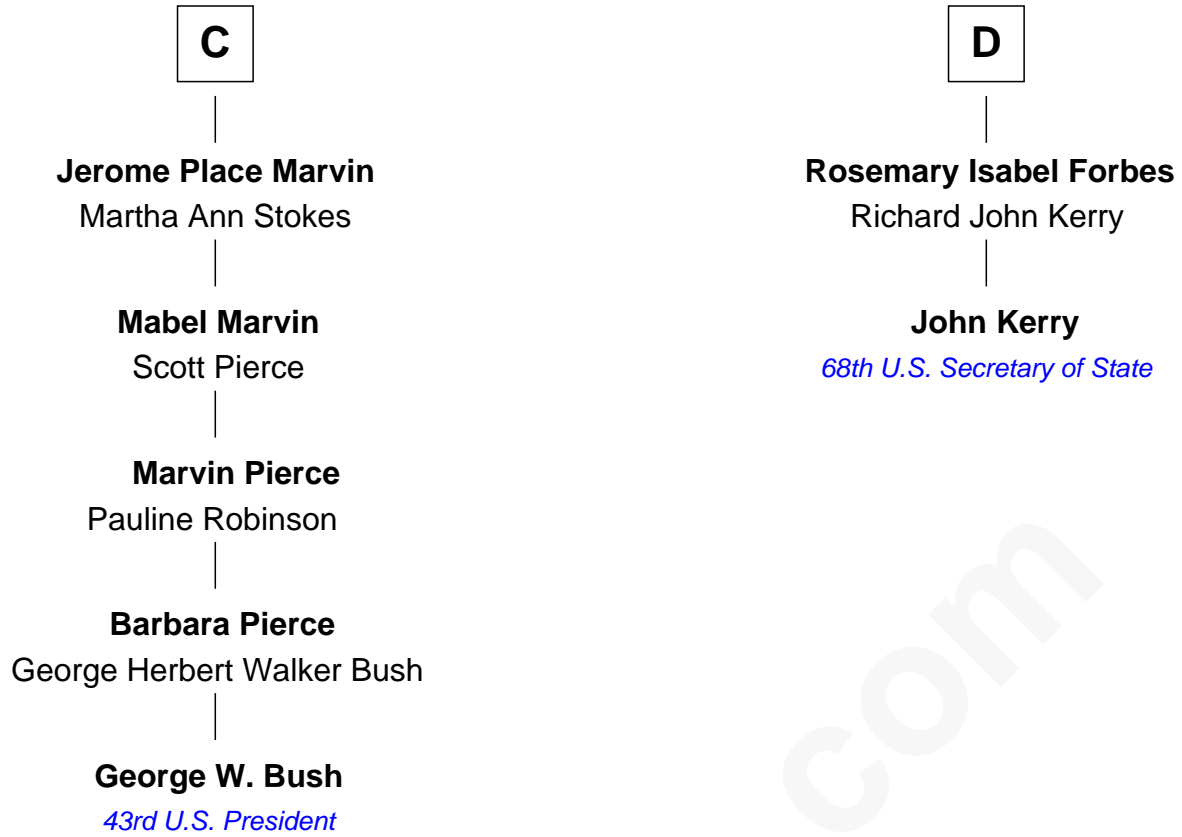 C
Jerome Place Marvin
Martha Ann Stokes
Mabel Marvin
Scott Pierce
Marvin Pierce
Pauline Robinson
Barbara Pierce
George Herbert Walker Bush
George W. Bush
43rd U.S. President
D
Rosemary Isabel Forbes
Richard John Kerry
John Kerry
68th U.S. Secretary of State
com